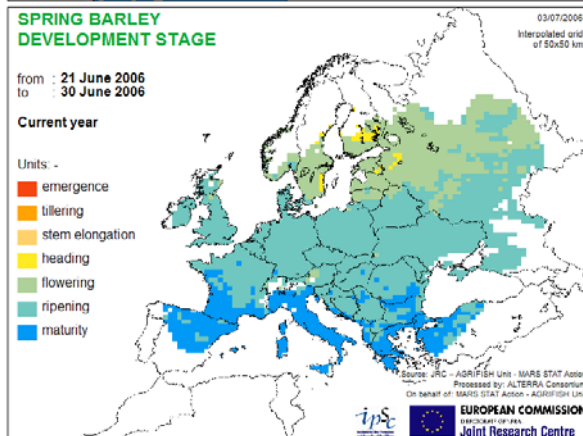 SPRING BARLEY
DEVELOPMENT STAGE
03/07/2006
Interpolated grid
of 50x50 km
from : 21 June 2006
to : 30 June 2006
Current year
Units: -
emergence
tillering
stem elongation
heading
flowering
ripening
maturity
Source: JRC – AGRIFISH Unit - MARS STAT Action
Processed by: ALTERRA Consortium
On behalf of: MARS STAT Action - AGRIFISH Unit
ipsc
EUROPEAN COMMISSION
Joint Research Centre